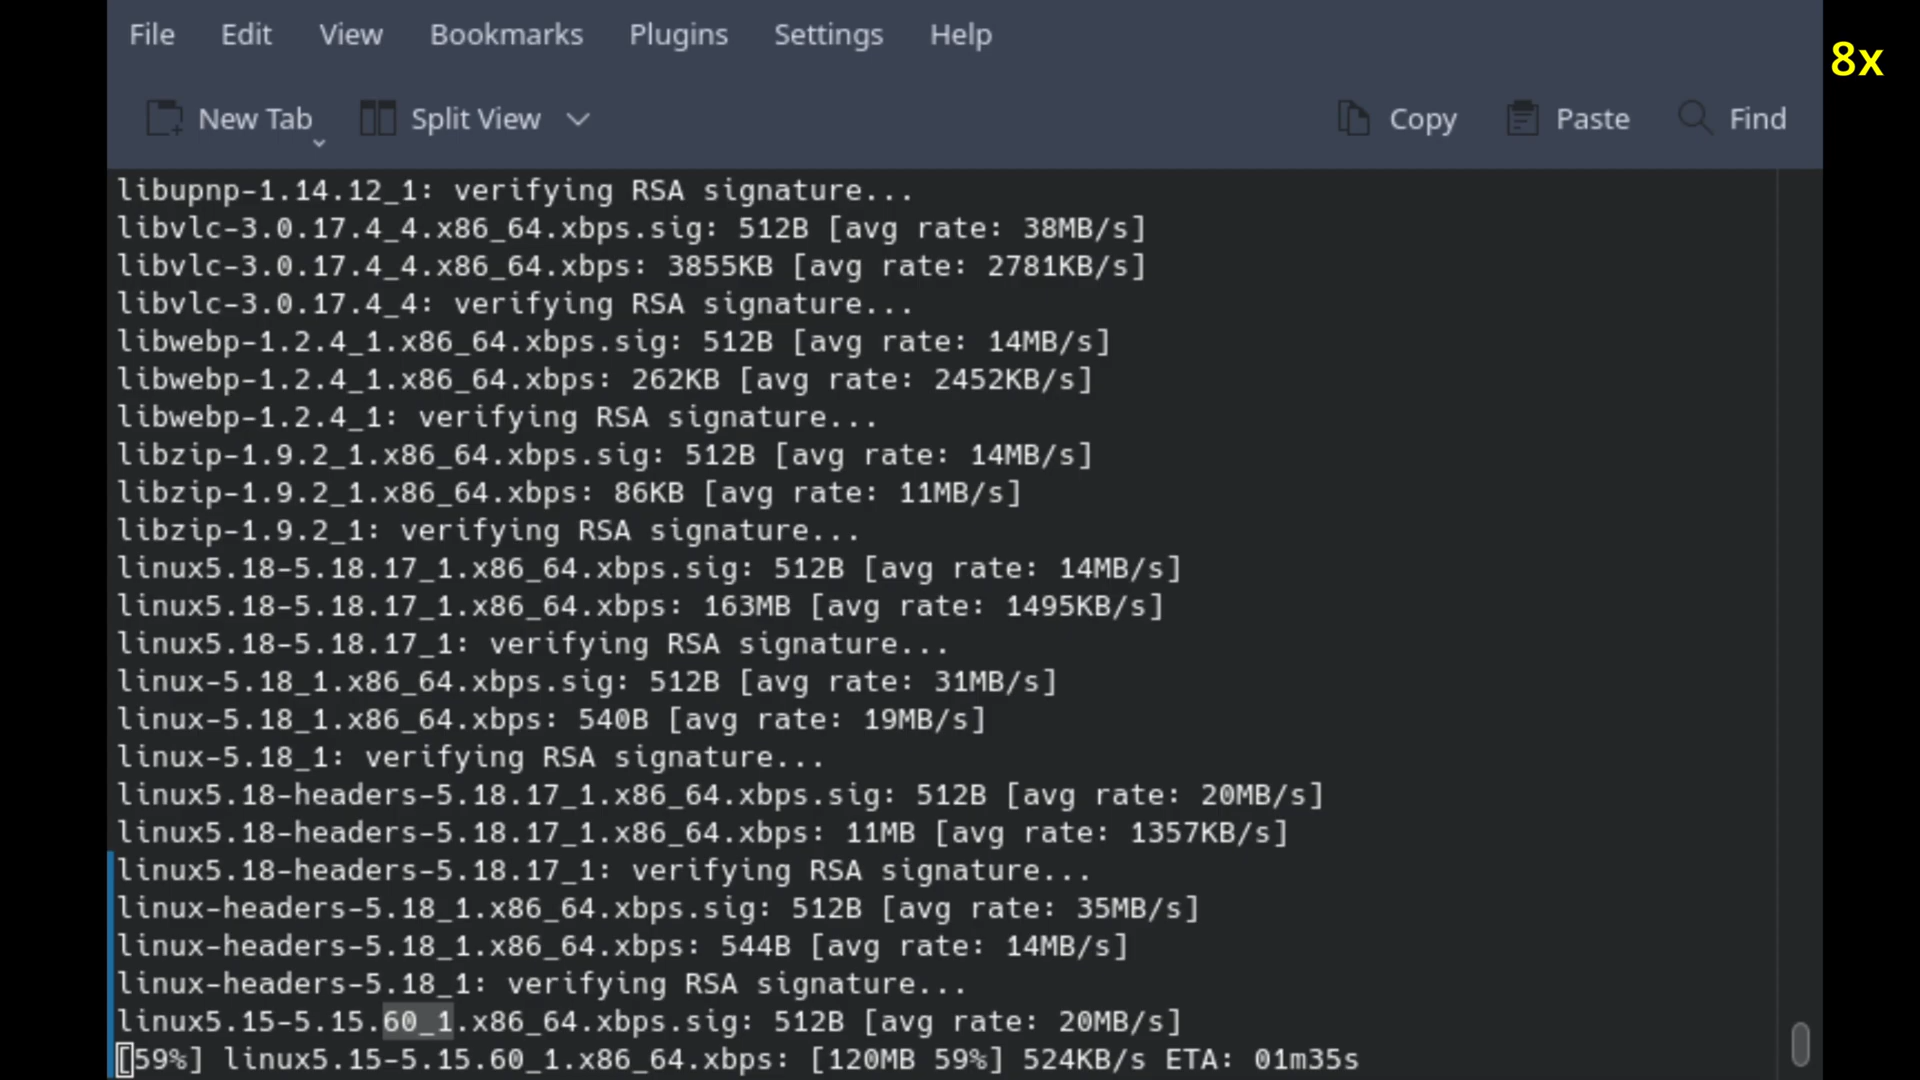 File Edit View Bookmarks Plugins Settings Help
8x
New Tab Split View Copy Paste Find
libupnp-1.14.12_1: verifying RSA signature...
libvlc-3.0.17.4_4.x86_64.xbps.sig: 512B [avg rate: 38MB/s]
libvlc-3.0.17.4_4.x86_64.xbps: 3855KB [avg rate: 2781KB/s]
libvlc-3.0.17.4_4: verifying RSA signature...
libwebp-1.2.4_1.x86_64.xbps.sig: 512B [avg rate: 14MB/s]
libwebp-1.2.4_1.x86_64.xbps: 262KB [avg rate: 2452KB/s]
libwebp-1.2.4_1: verifying RSA signature...
libzip-1.9.2_1.x86_64.xbps.sig: 512B [avg rate: 14MB/s]
libzip-1.9.2_1.x86_64.xbps: 86KB [avg rate: 11MB/s]
libzip-1.9.2_1: verifying RSA signature...
linux5.18-5.18.17_1.x86_64.xbps.sig: 512B [avg rate: 14MB/s]
linux5.18-5.18.17_1.x86_64.xbps: 163MB [avg rate: 1495KB/s]
linux5.18-5.18.17_1: verifying RSA signature...
linux-5.18_1.x86_64.xbps.sig: 512B [avg rate: 31MB/s]
linux-5.18_1.x86_64.xbps: 540B [avg rate: 19MB/s]
linux-5.18_1: verifying RSA signature...
linux5.18-headers-5.18.17_1.x86_64.xbps.sig: 512B [avg rate: 20MB/s]
linux5.18-headers-5.18.17_1.x86_64.xbps: 11MB [avg rate: 1357KB/s]
linux5.18-headers-5.18.17_1: verifying RSA signature...
linux-headers-5.18_1.x86_64.xbps.sig: 512B [avg rate: 35MB/s]
linux-headers-5.18_1.x86_64.xbps: 544B [avg rate: 14MB/s]
linux-headers-5.18_1: verifying RSA signature...
linux5.15-5.15.60_1.x86_64.xbps.sig: 512B [avg rate: 20MB/s]
[59%] linux5.15-5.15.60_1.x86_64.xbps: [120MB 59%] 524KB/s ETA: 01m35s